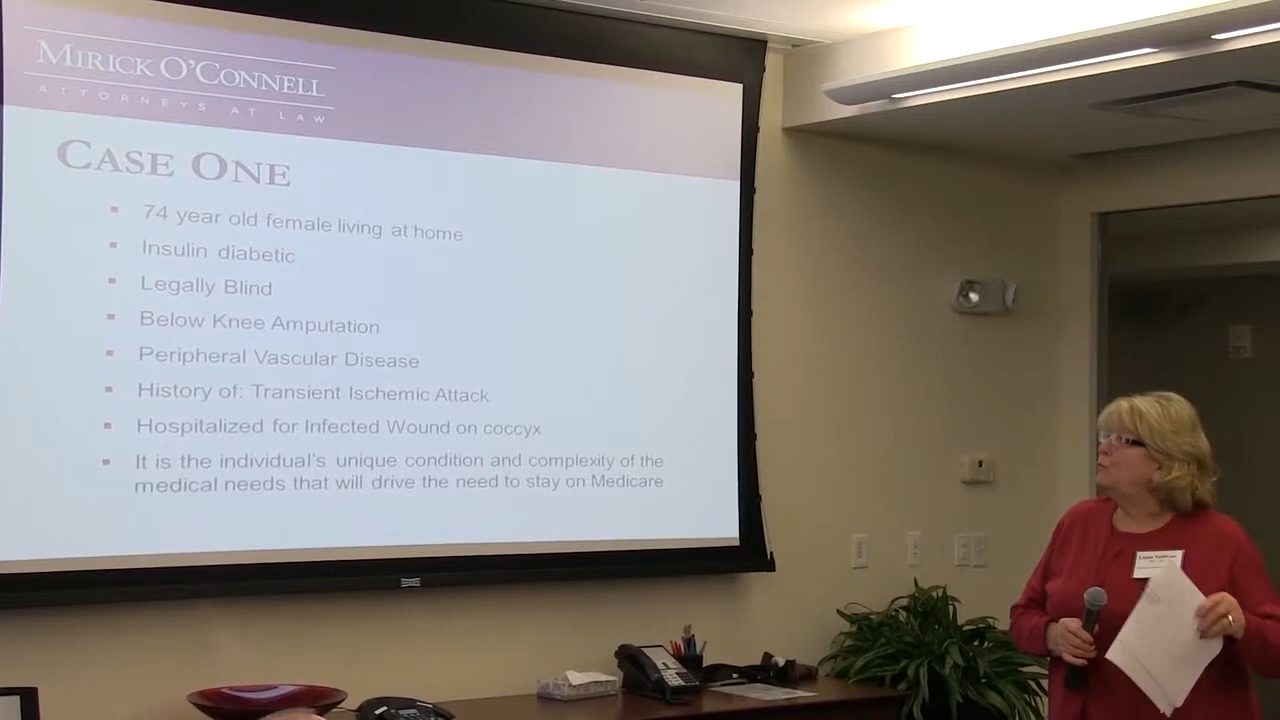 MIRICK O'CONNELL
ATTORNEYS AT LAW
CASE ONE
74 year old female living at home
Insulin diabetic
Legally Blind
Below Knee Amputation
Peripheral Vascular Disease
History of: Transient Ischemic Attack
Hospitalized for Infected Wound on coccyx
It is the individual's unique condition and complexity of the
medical needs that will drive the need to stay on Medicare